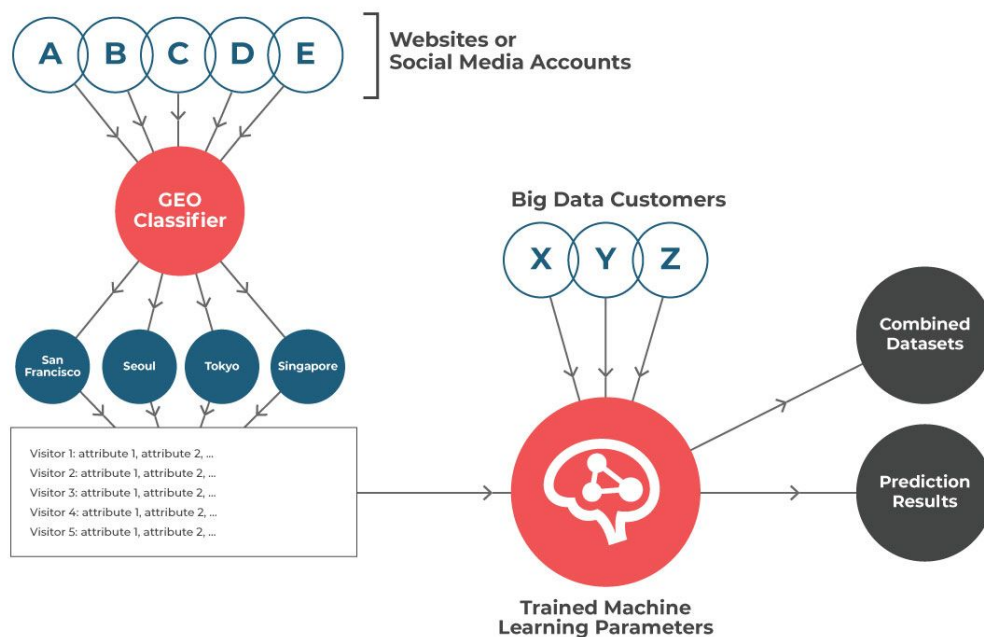 A B C D E
Websites or
Social Media Accounts
GEO
Classifier
San
Francisco
Seoul
Tokyo
Singapore
Visitor 1: attribute 1, attribute 2, ...
Visitor 2: attribute 1, attribute 2, ...
Visitor 3: attribute 1, attribute 2, ...
Visitor 4: attribute 1, attribute 2, ...
Visitor 5: attribute 1, attribute 2, ...
Big Data Customers
X Y Z
Trained Machine
Learning Parameters
Combined
Datasets
Prediction
Results